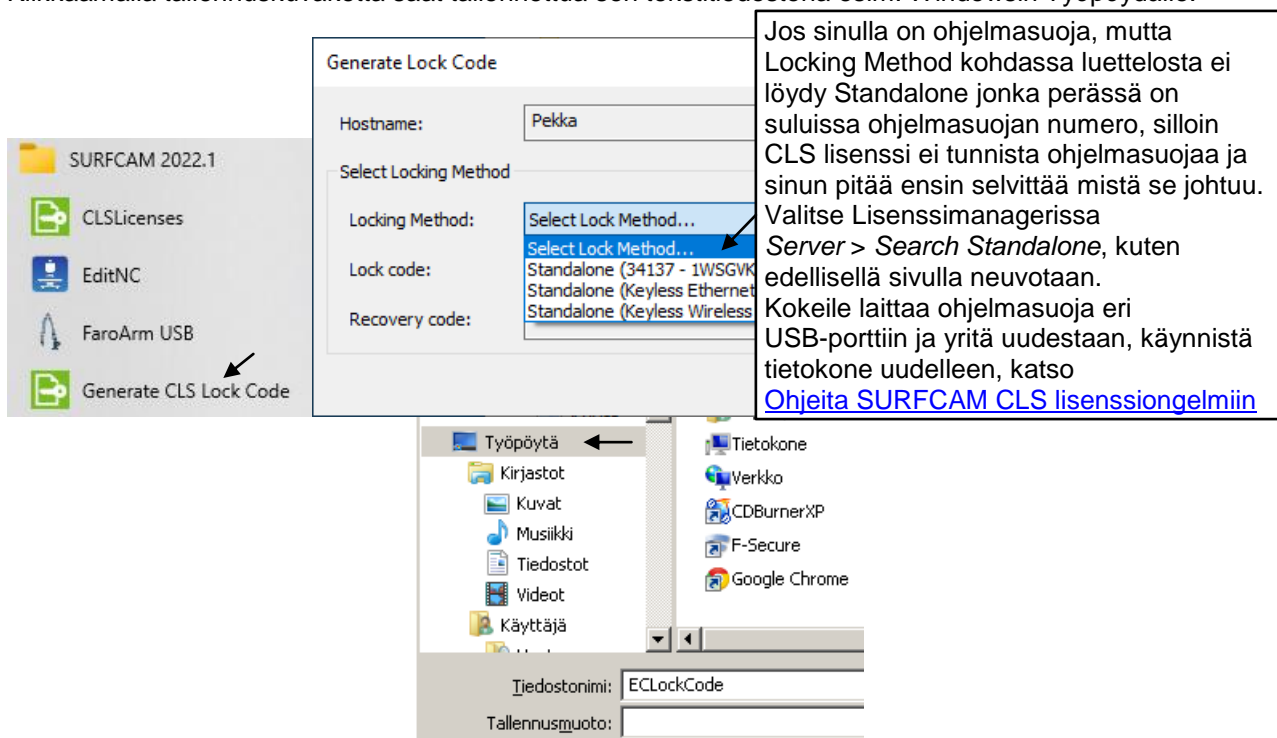 Generate Lock Code
Hostname:
Pekka
Select Locking Method
Locking Method:
Select Lock Method...
Select Lock Method...
Standalone (34137 - 1WSGVK
Standalone (Keyless Ethernet
Standalone (Keyless Wireless
Lock code:
Recovery code:
SURFCAM 2022.1
CLSLicenses
EditNC
FaroArm USB
Generate CLS Lock Code
Jos sinulla on ohjelmasuoja, mutta
Locking Method kohdassa luettelosta ei
löydy Standalone jonka perässä on
suluissa ohjelmasuojan numero, silloin
CLS lisenssi ei tunnista ohjelmasuojaa ja
sinun pitää ensin selvittää mistä se johtuu.
Valitse Lisenssimanagerissa
Server > Search Standalone, kuten
edellisellä sivulla neuvotaan.
Kokeile laittaa ohjelmasuoja eri
USB-porttiin ja yritä uudestaan, käynnistä
tietokone uudelleen, katso
Ohjeita SURFCAM CLS lisenssiongelmiin
Työpöytä
Kirjastot
Kuvat
Musiikki
Tiedostot
Videot
Käyttäjä
Tietokone
Verkko
CDBurnerXP
F-Secure
Google Chrome
Tiedostonimi:
ECLockCode
Tallennusmuoto: